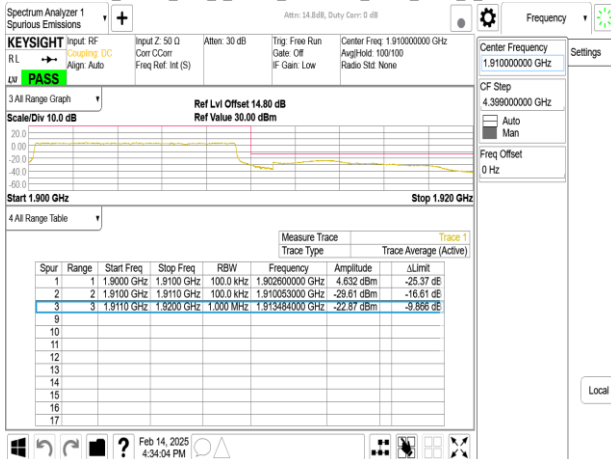 Spectrum Analyzer 1
Spurious Emissions
+
Attn: 14.8dB, Duty Corr: 0 dB
Frequency
KEYSIGHT Input: RF Input Z: 50 Ω Atten: 30 dB Trig: Free Run Center Freq: 1.910000000 GHz
RL Coupling: DC Corr CCorr Gate: Off Avg|Hold: 100/100
Align: Auto Freq Ref: Int (S) IF Gain: Low Radio Std: None
LXI PASS
Center Frequency
1.910000000 GHz
Settings
CF Step
4.399000000 GHz
Auto
Man
Freq Offset
0 Hz
3 All Range Graph
Ref Lvl Offset 14.80 dB
Scale/Div 10.0 dB Ref Value 30.00 dBm
20.0
0.00
-20.0
-40.0
-60.0
Start 1.900 GHz Stop 1.920 GHz
4 All Range Table
Measure Trace Trace 1
Trace Type Trace Average (Active)
Spur Range Start Freq Stop Freq RBW Frequency Amplitude ΔLimit
1 1 1.9000 GHz 1.9100 GHz 100.0 kHz 1.902600000 GHz 4.632 dBm -25.37 dB
2 2 1.9100 GHz 1.9110 GHz 100.0 kHz 1.910053000 GHz -29.61 dBm -16.61 dB
3 3 1.9110 GHz 1.9200 GHz 1.000 MHz 1.913484000 GHz -22.87 dBm -9.866 dB
9
10
11
12
13
14
15
16
17
Local
? Feb 14, 2025
4:34:04 PM